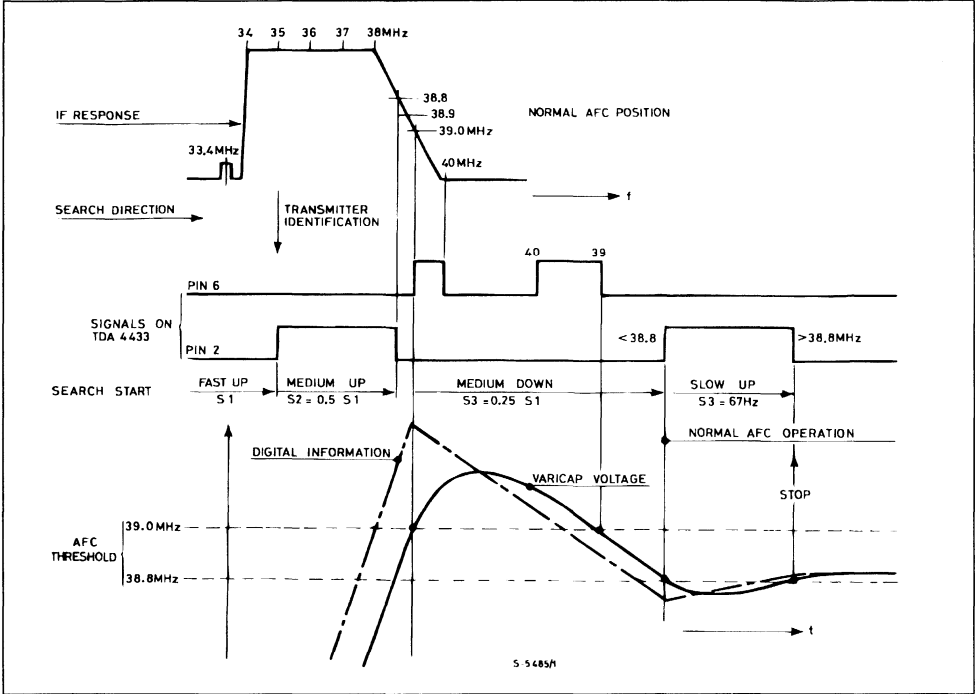 34 35 36 37 38MHz
38.8
38.9
39.0MHz
NORMAL AFC POSITION
IF RESPONSE
33.4MHz
40MHz
f
SEARCH DIRECTION
TRANSMITTER
IDENTIFICATION
40 39
PIN 6
SIGNALS ON
TDA 4433
PIN 2
<38.8
>38.8MHz
SEARCH START
FAST UP
S1
MEDIUM UP
S2 = 0.5 S1
MEDIUM DOWN
S3 = 0.25 S1
SLOW UP
S3 = 67Hz
NORMAL AFC OPERATION
DIGITAL INFORMATION
VARICAP VOLTAGE
STOP
39.0MHz
AFC
THRESHOLD
38.8MHz
t
S-5485/1